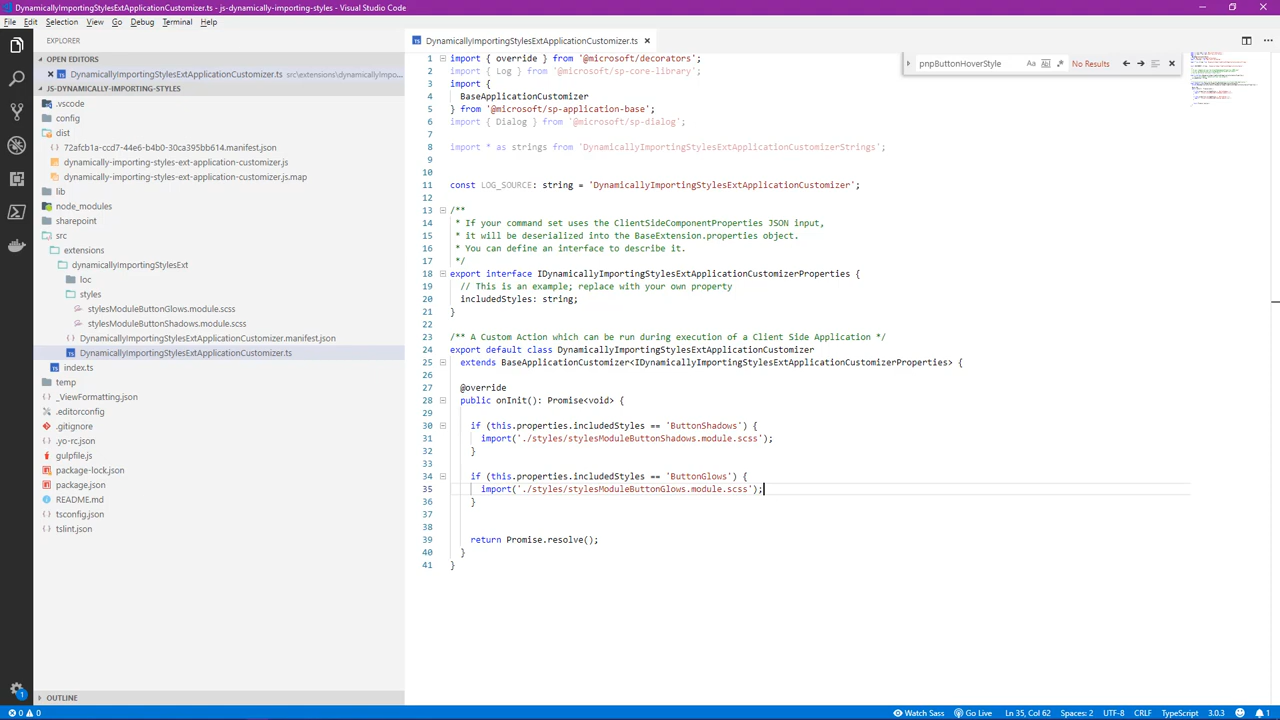 DynamicallyImportingStylesExtApplicationCustomizer.ts - js-dynamically-importing-styles - Visual Studio Code
File Edit Selection View Go Debug Terminal Help
EXPLORER
OPEN EDITORS
DynamicallyImportingStylesExtApplicationCustomizer.ts src\extensions\dynamicallyImpo...
JS-DYNAMICALLY-IMPORTING-STYLES
.vscode
config
dist
72afcb1a-ccd7-44e6-b4b0-30ca395bb614.manifest.json
dynamically-importing-styles-ext-application-customizer.js
dynamically-importing-styles-ext-application-customizer.js.map
lib
node_modules
sharepoint
src
extensions
dynamicallyImportingStylesExt
loc
styles
stylesModuleButtonGlows.module.scss
stylesModuleButtonShadows.module.scss
DynamicallyImportingStylesExtApplicationCustomizer.manifest.json
DynamicallyImportingStylesExtApplicationCustomizer.ts
index.ts
temp
_ViewFormatting.json
.editorconfig
.gitignore
.yo-rc.json
gulpfile.js
package-lock.json
package.json
README.md
tsconfig.json
tslint.json
OUTLINE
DynamicallyImportingStylesExtApplicationCustomizer.ts
pnpButtonHoverStyle Aa Abl .* No Results
1 import { override } from '@microsoft/decorators';
2 import { Log } from '@microsoft/sp-core-library';
3 import {
4 BaseApplicationCustomizer
5 } from '@microsoft/sp-application-base';
6 import { Dialog } from '@microsoft/sp-dialog';
7
8 import * as strings from 'DynamicallyImportingStylesExtApplicationCustomizerStrings';
9
10
11 const LOG_SOURCE: string = 'DynamicallyImportingStylesExtApplicationCustomizer';
12
13 /**
14 * If your command set uses the ClientSideComponentProperties JSON input,
15 * it will be deserialized into the BaseExtension.properties object.
16 * You can define an interface to describe it.
17 */
18 export interface IDynamicallyImportingStylesExtApplicationCustomizerProperties {
19 // This is an example; replace with your own property
20 includedStyles: string;
21 }
22
23 /** A Custom Action which can be run during execution of a Client Side Application */
24 export default class DynamicallyImportingStylesExtApplicationCustomizer
25 extends BaseApplicationCustomizer<IDynamicallyImportingStylesExtApplicationCustomizerProperties> {
26
27 @override
28 public onInit(): Promise<void> {
29
30 if (this.properties.includedStyles == 'ButtonShadows') {
31 import('./styles/stylesModuleButtonShadows.module.scss');
32 }
33
34 if (this.properties.includedStyles == 'ButtonGlows') {
35 import('./styles/stylesModuleButtonGlows.module.scss');
36 }
37
38
39 return Promise.resolve();
40 }
41 }
1
0 0 Watch Sass Go Live Ln 35, Col 62 Spaces: 2 UTF-8 CRLF TypeScript 3.0.3 1